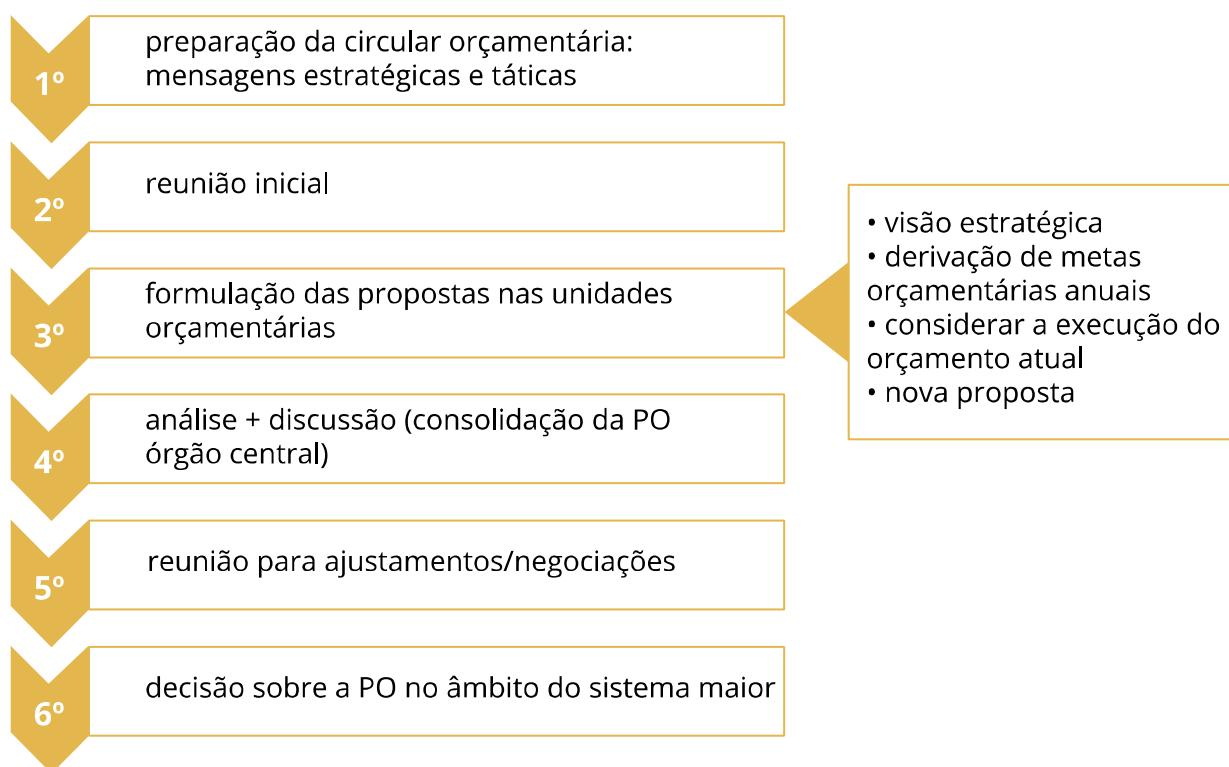 1º
preparação da circular orçamentária:
mensagens estratégicas e táticas
2º
reunião inicial
3º
formulação das propostas nas unidades
orçamentárias
• visão estratégica
• derivação de metas
orçamentárias anuais
• considerar a execução do
orçamento atual
• nova proposta
4º
análise + discussão (consolidação da PO
órgão central)
5º
reunião para ajustamentos/negociações
6º
decisão sobre a PO no âmbito do sistema maior